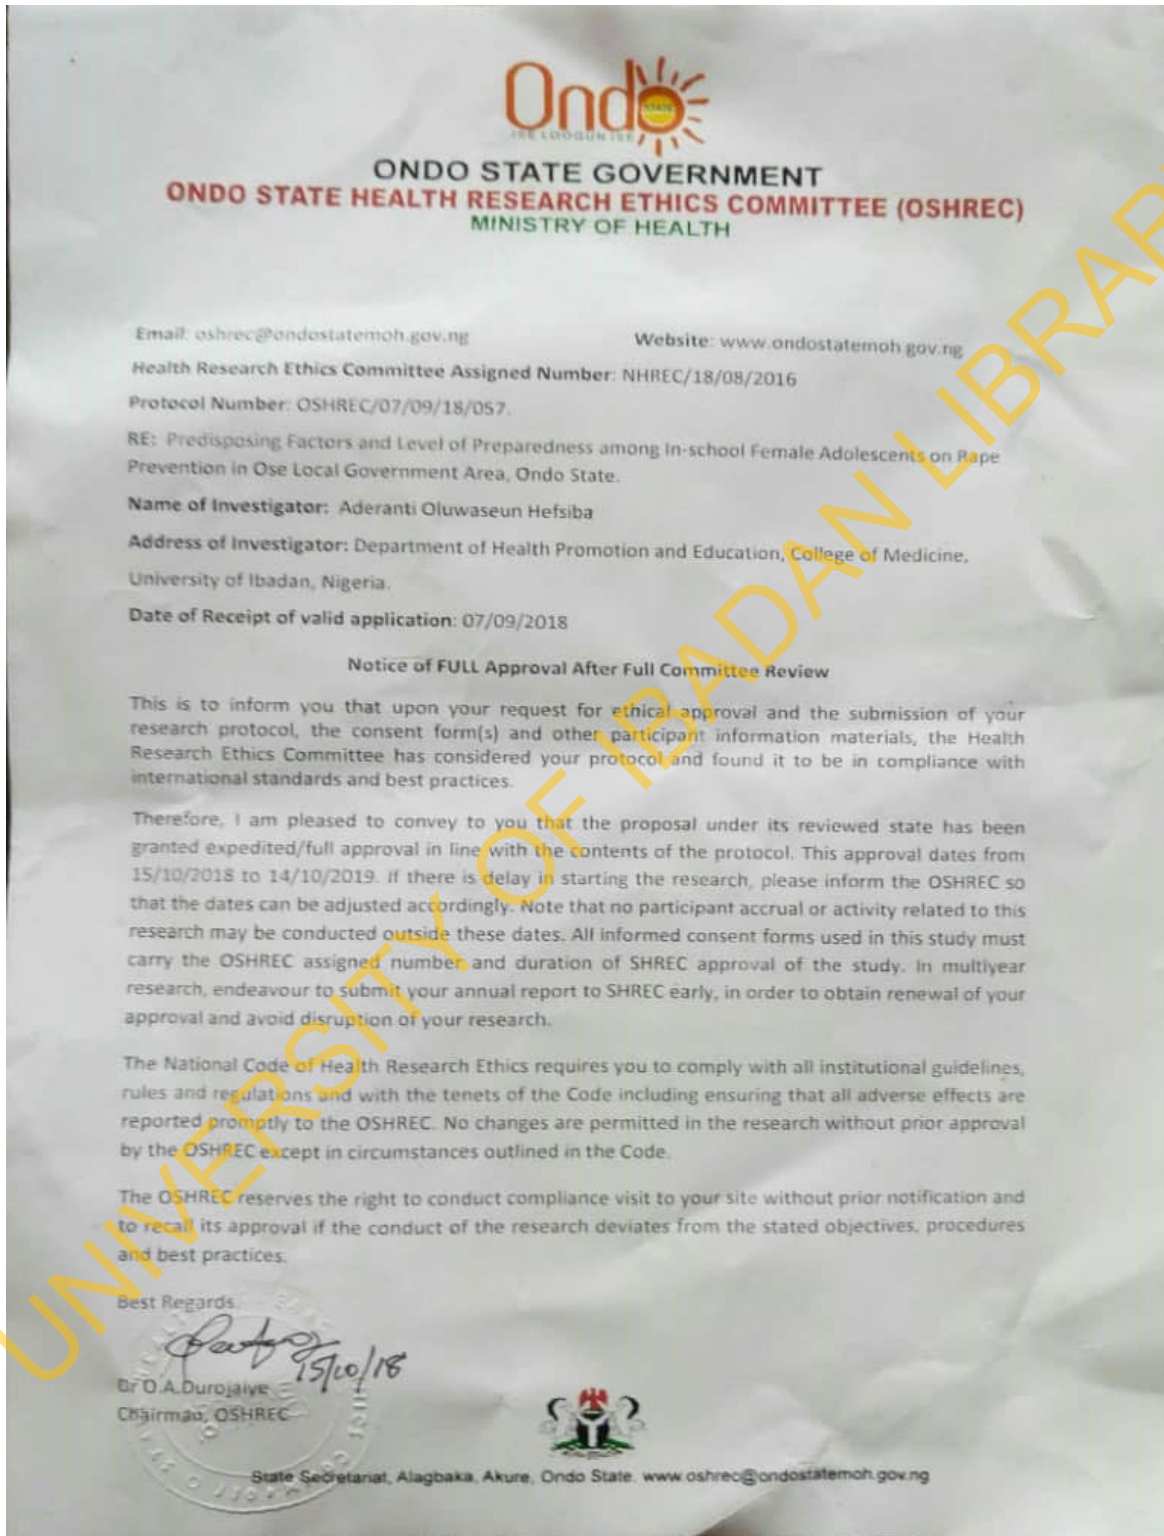 Ondo
STATE
ISE LOOGUN ISE
ONDO STATE GOVERNMENT
ONDO STATE HEALTH RESEARCH ETHICS COMMITTEE (OSHREC)
MINISTRY OF HEALTH
Email: oshrec@ondostatemoh.gov.ng Website: www.ondostatemoh.gov.ng
Health Research Ethics Committee Assigned Number: NHREC/18/08/2016
Protocol Number: OSHREC/07/09/18/057.
RE: Predisposing Factors and Level of Preparedness among In-school Female Adolescents on Rape
Prevention in Ose Local Government Area, Ondo State.
Name of Investigator: Aderanti Oluwaseun Hefsiba
Address of Investigator: Department of Health Promotion and Education, College of Medicine,
University of Ibadan, Nigeria.
Date of Receipt of valid application: 07/09/2018
Notice of FULL Approval After Full Committee Review
This is to inform you that upon your request for ethical approval and the submission of your
research protocol, the consent form(s) and other participant information materials, the Health
Research Ethics Committee has considered your protocol and found it to be in compliance with
international standards and best practices.
Therefore, I am pleased to convey to you that the proposal under its reviewed state has been
granted expedited/full approval in line with the contents of the protocol. This approval dates from
15/10/2018 to 14/10/2019. If there is delay in starting the research, please inform the OSHREC so
that the dates can be adjusted accordingly. Note that no participant accrual or activity related to this
research may be conducted outside these dates. All informed consent forms used in this study must
carry the OSHREC assigned number and duration of SHREC approval of the study. In multiyear
research, endeavour to submit your annual report to SHREC early, in order to obtain renewal of your
approval and avoid disruption of your research.
The National Code of Health Research Ethics requires you to comply with all institutional guidelines,
rules and regulations and with the tenets of the Code including ensuring that all adverse effects are
reported promptly to the OSHREC. No changes are permitted in the research without prior approval
by the OSHREC except in circumstances outlined in the Code.
The OSHREC reserves the right to conduct compliance visit to your site without prior notification and
to recall its approval if the conduct of the research deviates from the stated objectives, procedures
and best practices.
Best Regards.
15/10/18
Dr O.A.Durojaiye
Chairman, OSHREC
State Secretariat, Alagbaka, Akure, Ondo State. www.oshrec@ondostatemoh.gov.ng
UNIVERSITY OF IBADAN LIBRARY